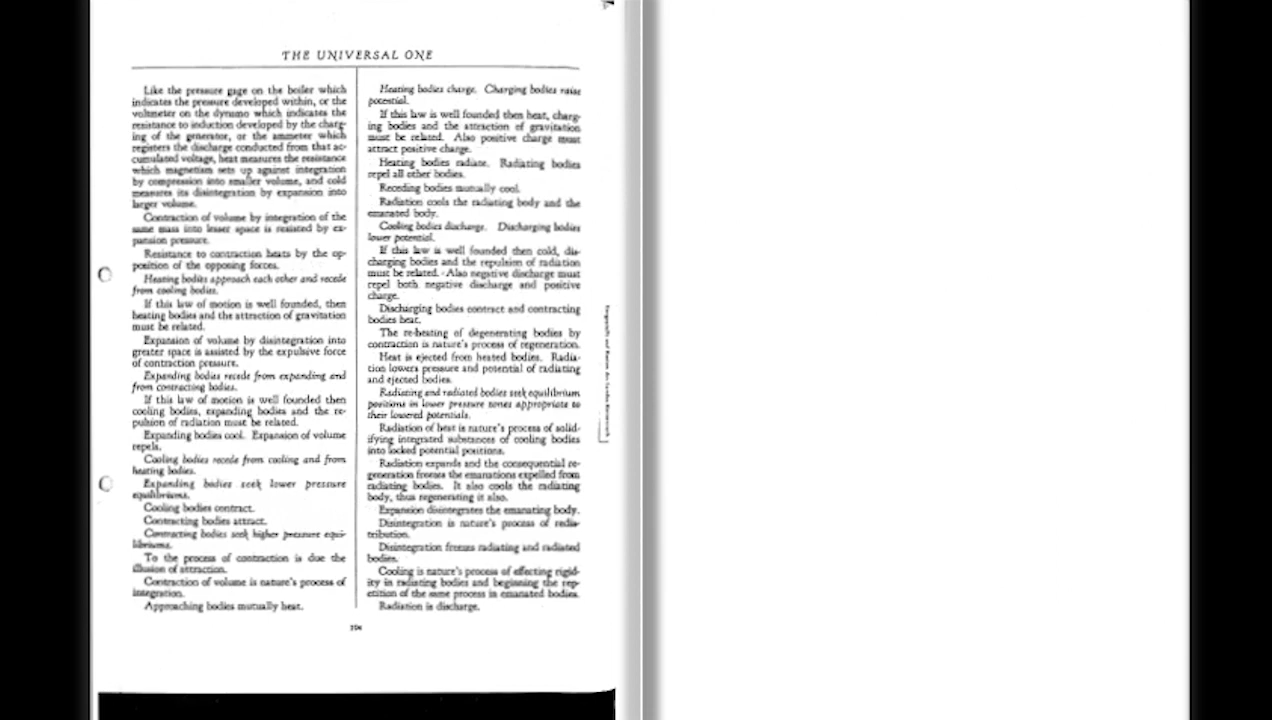 THE UNIVERSAL ONE
Like the pressure gage on the boiler which
indicates the pressure developed within, or the
voltmeter on the dynamo which indicates the
resistance to induction developed by the charg-
ing of the generator, or the ammeter which
registers the discharge conducted from that ac-
cumulated voltage, heat measures the resistance
which magnetism sets up against integration
by compression into smaller volume, and cold
measures its disintegration by expansion into
larger volume.
Contraction of volume by integration of the
same mass into lesser space is resisted by ex-
pansion pressure.
Resistance to contraction heats by the op-
position of the opposing forces.
Heating bodies approach each other and recede
from cooling bodies.
If this law of motion is well founded, then
heating bodies and the attraction of gravitation
must be related.
Expansion of volume by disintegration into
greater space is assisted by the expulsive force
of contraction pressure.
Expanding bodies recede from expanding and
from contracting bodies.
If this law of motion is well founded then
cooling bodies, expanding bodies and the re-
pulsion of radiation must be related.
Expanding bodies cool. Expansion of volume
repels.
Cooling bodies recede from cooling and from
heating bodies.
Expanding bodies seek lower pressure
equilibriums.
Cooling bodies contract.
Contracting bodies attract.
Contracting bodies seek higher pressure equi-
libriums.
To the process of contraction is due the
illusion of attraction.
Contraction of volume is nature's process of
integration.
Approaching bodies mutually heat.
Heating bodies charge. Charging bodies raise
potential.
If this law is well founded then heat, charg-
ing bodies and the attraction of gravitation
must be related. Also positive charge must
attract positive charge.
Heating bodies radiate. Radiating bodies
repel all other bodies.
Receding bodies mutually cool.
Radiation cools the radiating body and the
emanated body.
Cooling bodies discharge. Discharging bodies
lower potential.
If this law is well founded then cold, dis-
charging bodies and the repulsion of radiation
must be related. Also negative discharge must
repel both negative discharge and positive
charge.
Discharging bodies contract and contracting
bodies heat.
The re-heating of degenerating bodies by
contraction is nature's process of regeneration.
Heat is ejected from heated bodies. Radia-
tion lowers pressure and potential of radiating
and ejected bodies.
Radiating and radiated bodies seek equilibrium
positions in lower pressure zones appropriate to
their lowered potentials.
Radiation of heat is nature's process of solid-
ifying integrated substances of cooling bodies
into locked potential positions.
Radiation expands and the consequential re-
generation freezes the emanations expelled from
radiating bodies. It also cools the radiating
body, thus regenerating it also.
Expansion disintegrates the emanating body.
Disintegration is nature's process of redis-
tribution.
Disintegration freezes radiating and radiated
bodies.
Cooling is nature's process of effecting rigid-
ity in radiating bodies and beginning the rep-
etition of the same process in emanated bodies.
Radiation is discharge.